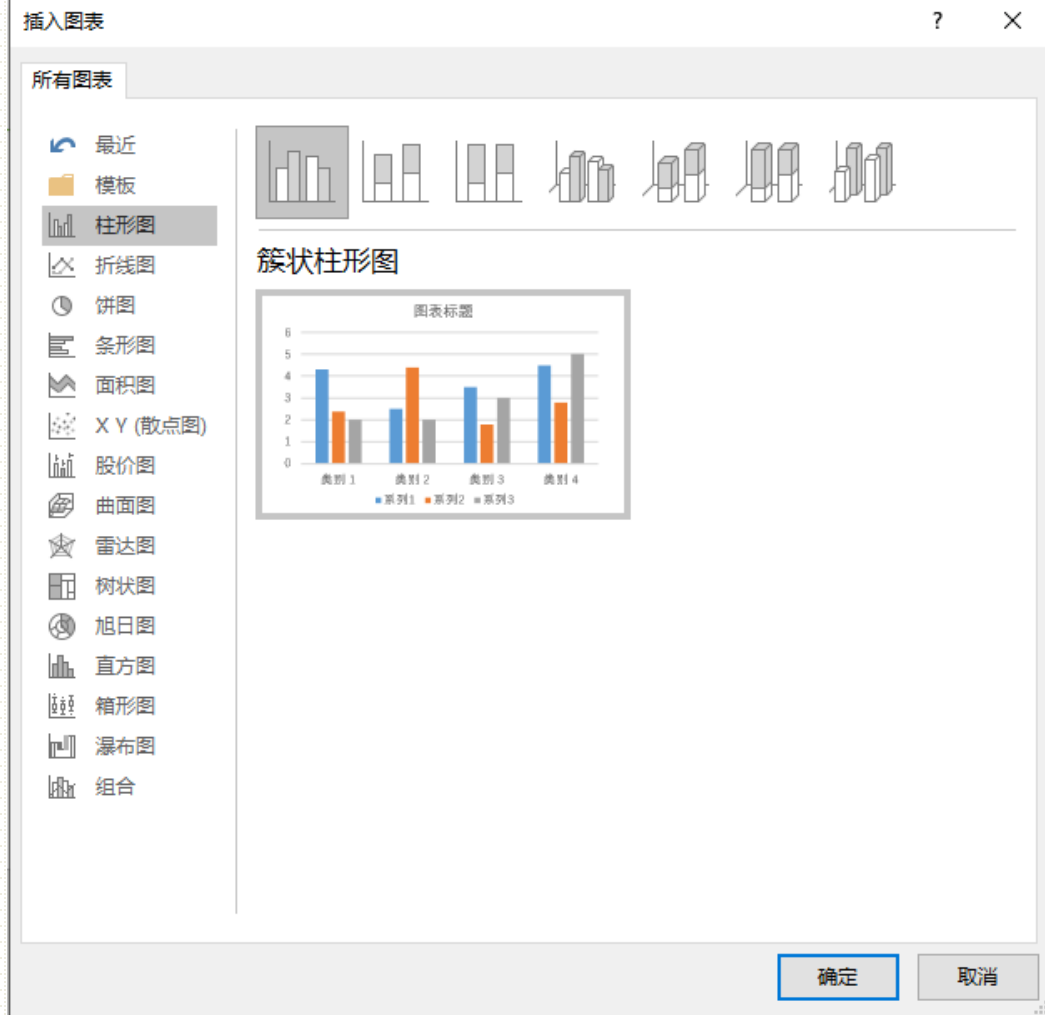 插入图表
?
所有图表
最近
模板
柱形图
折线图
饼图
条形图
面积图
X Y (散点图)
股价图
曲面图
雷达图
树状图
旭日图
直方图
箱形图
瀑布图
组合
簇状柱形图
图表标题
6
5
4
3
2
1
0
类别 1 类别 2 类别 3 类别 4
系列1 系列2 系列3
确定 取消